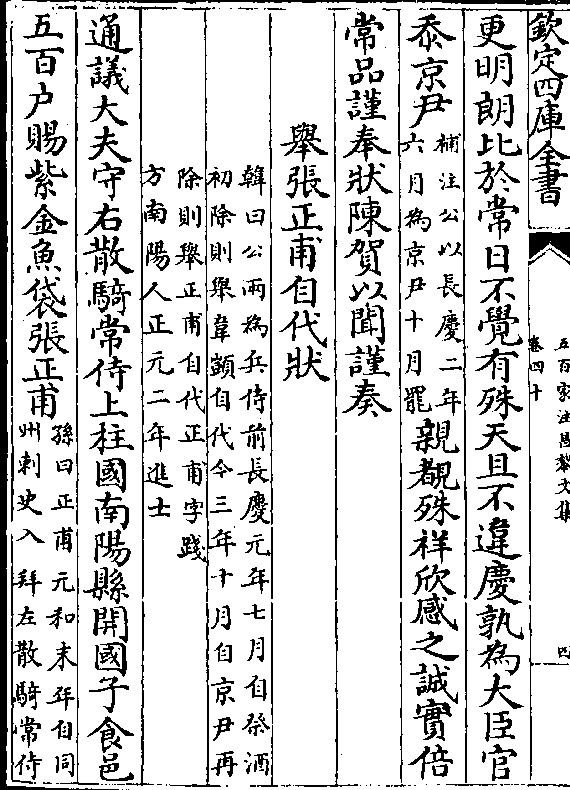 欽定四庫全書
五百家注昌黎文集
卷四十
四
更明朗比於常日不覺有殊天且不違慶孰為大臣官
忝京尹
補注公以長慶二年
六月為京尹十月罷
親覩殊祥欣感之誠實倍
常品謹奉狀陳賀以聞謹奏
舉張正甫自代狀
韓曰公兩為兵侍前長慶元年七月自祭酒
初除則舉韋顗自代今三年十月自京尹再
除則舉正甫自代正甫字踐
方南陽人正元二年進士
通議大夫守右散騎常侍上柱國南陽縣開國子食邑
五百户賜紫金魚袋張正甫
孫曰正甫元和末年自同
州刺史入拜左散騎常侍